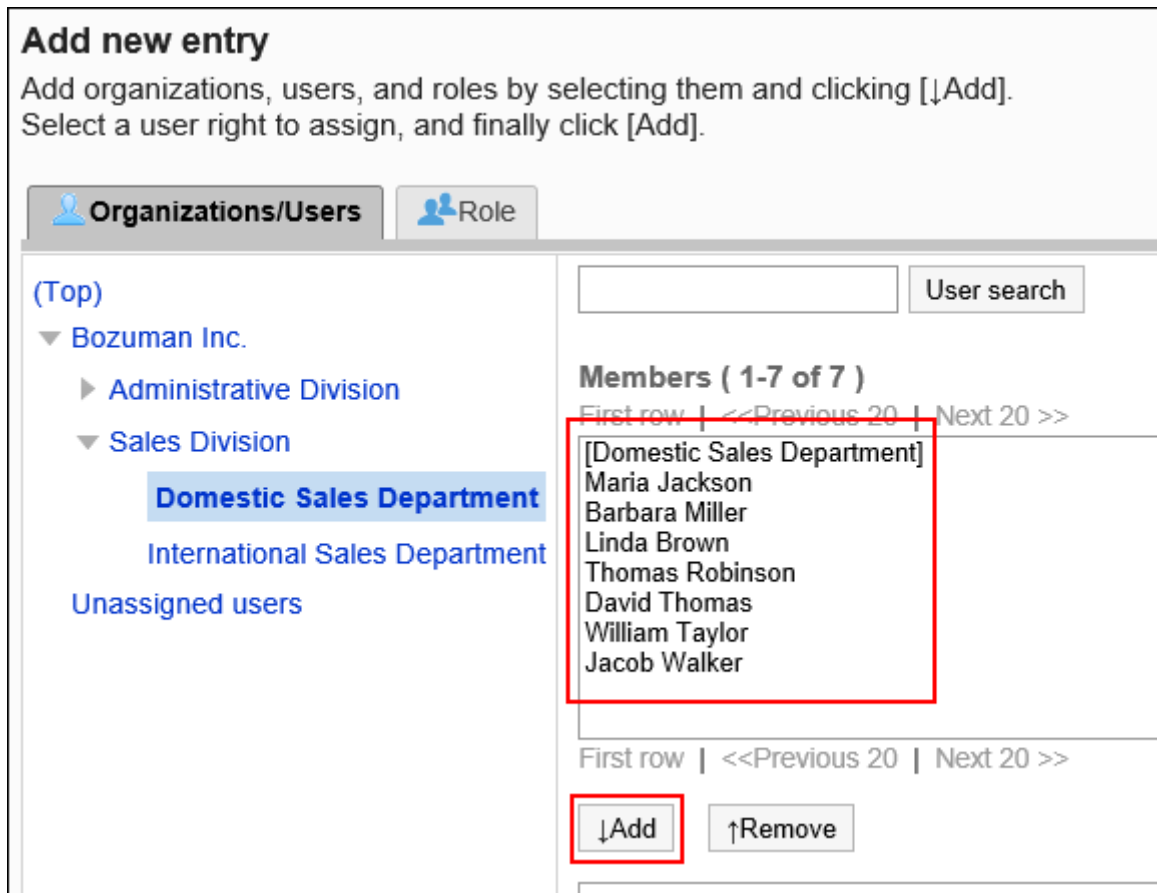 Add new entry
Add organizations, users, and roles by selecting them and clicking [↓Add].
Select a user right to assign, and finally click [Add].
Organizations/Users
Role
(Top)
Bozuman Inc.
Administrative Division
Sales Division
Domestic Sales Department
International Sales Department
Unassigned users
User search
Members ( 1-7 of 7 )
First row | <<Previous 20 | Next 20 >>
[Domestic Sales Department]
Maria Jackson
Barbara Miller
Linda Brown
Thomas Robinson
David Thomas
William Taylor
Jacob Walker
First row | <<Previous 20 | Next 20 >>
↓Add
↑Remove